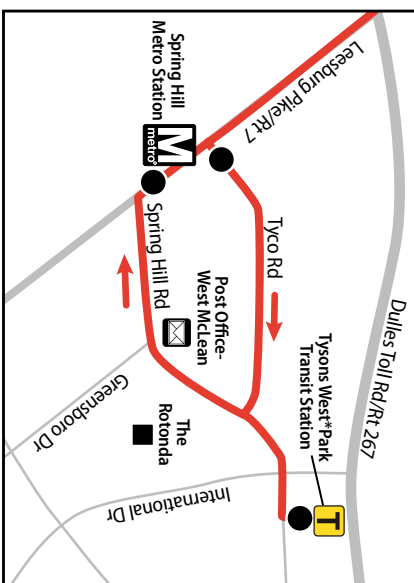 Leesburg Pike/Rt 7
Spring Hill
Metro Station
M
metro®
Tyco Rd
Spring Hill Rd
Post Office-
West McLean
Dulles Toll Rd/Rt 267
Tysons West*Park
Transit Station
T
Greensboro Dr
The
Rotonda
International Dr